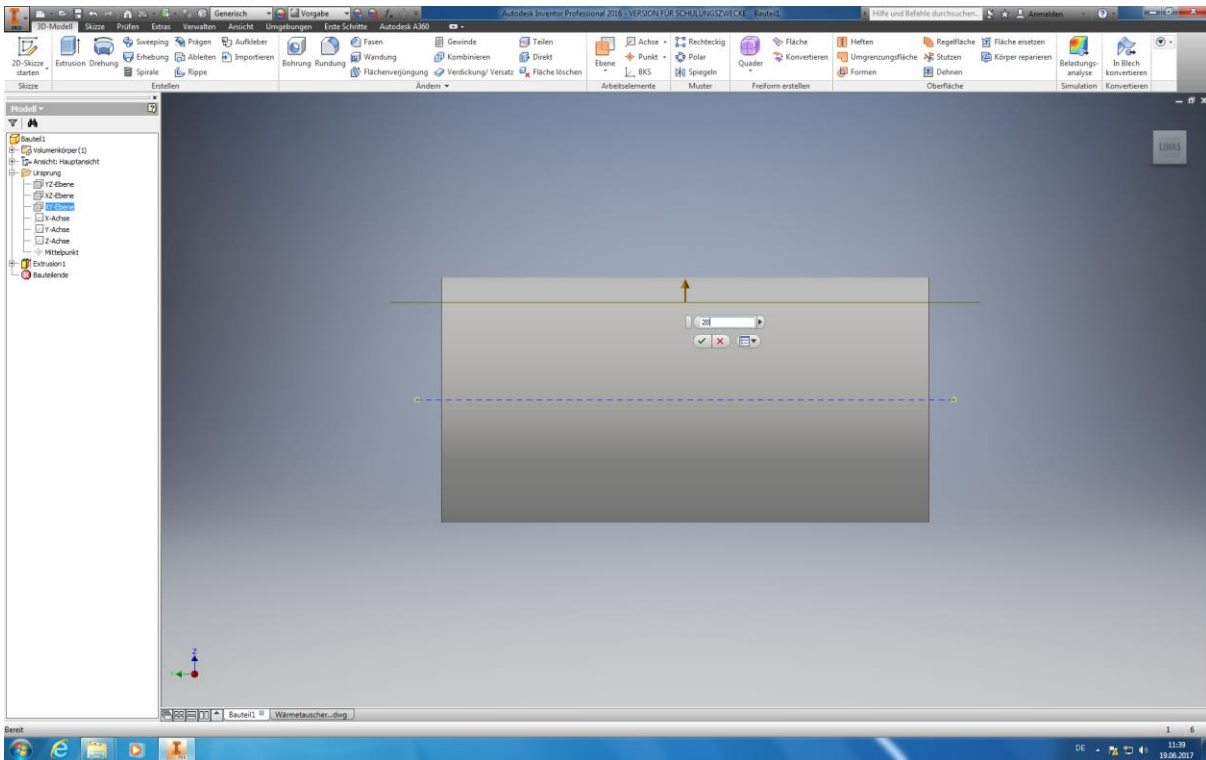 Generisch Vorgabe Autodesk Inventor Professional 2016 - VERSION FÜR SCHULUNGSZWECKE Bauteil1 Hilfe und Befehle durchsuchen... Anmelden
3D-Modell Skizze Prüfen Extras Verwalten Ansicht Umgebungen Erste Schritte Autodesk A360
2D-Skizze starten
Extrusion
Drehung
Sweeping
Erhebung
Spirale
Prägen
Ableiten
Rippe
Aufkleber
Importieren
Bohrung
Rundung
Fasen
Wandung
Flächenverjüngung
Gewinde
Kombinieren
Verdickung/ Versatz
Teilen
Direkt
Fläche löschen
Ebene
Achse
Punkt
BKS
Rechteckig
Polar
Spiegeln
Quader
Fläche
Konvertieren
Heften
Umgrenzungsfläche
Formen
Regelfläche
Stutzen
Dehnen
Fläche ersetzen
Körper reparieren
Belastungs-
analyse
In Blech
konvertieren
Skizze Erstellen Ändern Arbeitselemente Muster Freiform erstellen Oberfläche Simulation Konvertieren
Modell
Bauteil1
Volumenkörper(1)
Ansicht: Hauptansicht
Ursprung
YZ-Ebene
XZ-Ebene
XY-Ebene
X-Achse
Y-Achse
Z-Achse
Mittelpunkt
Extrusion1
Bauteilende
LINKS
20
Z
Bauteil1 Wärmetauscher...dwg
Bereit 1 6
DE 11:39
19.06.2017